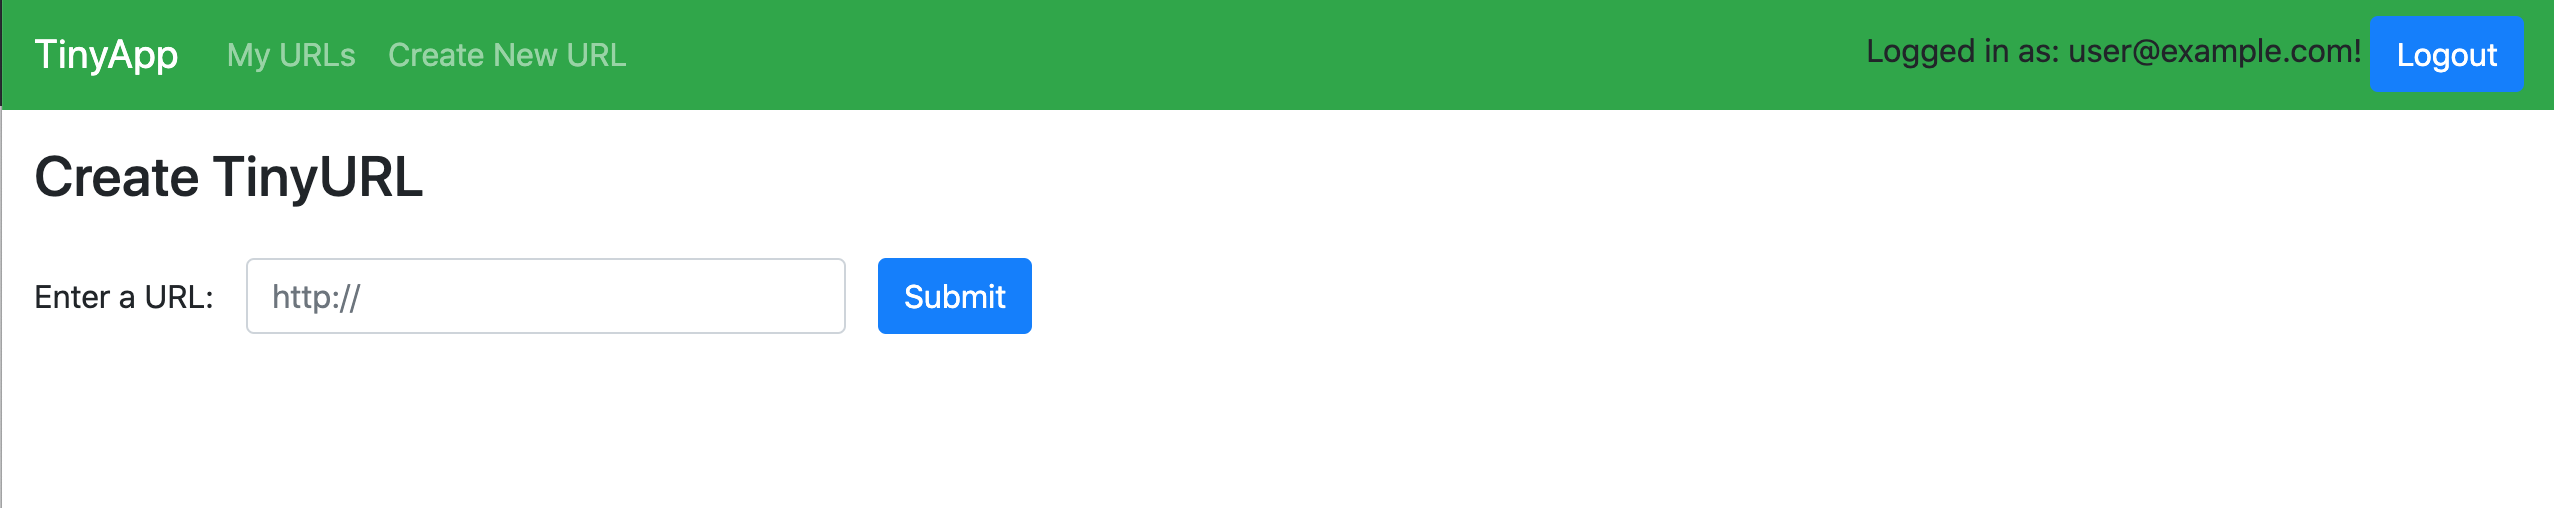 TinyApp My URLs Create New URL Logged in as: user@example.com! Logout
Create TinyURL
Enter a URL: http:// Submit